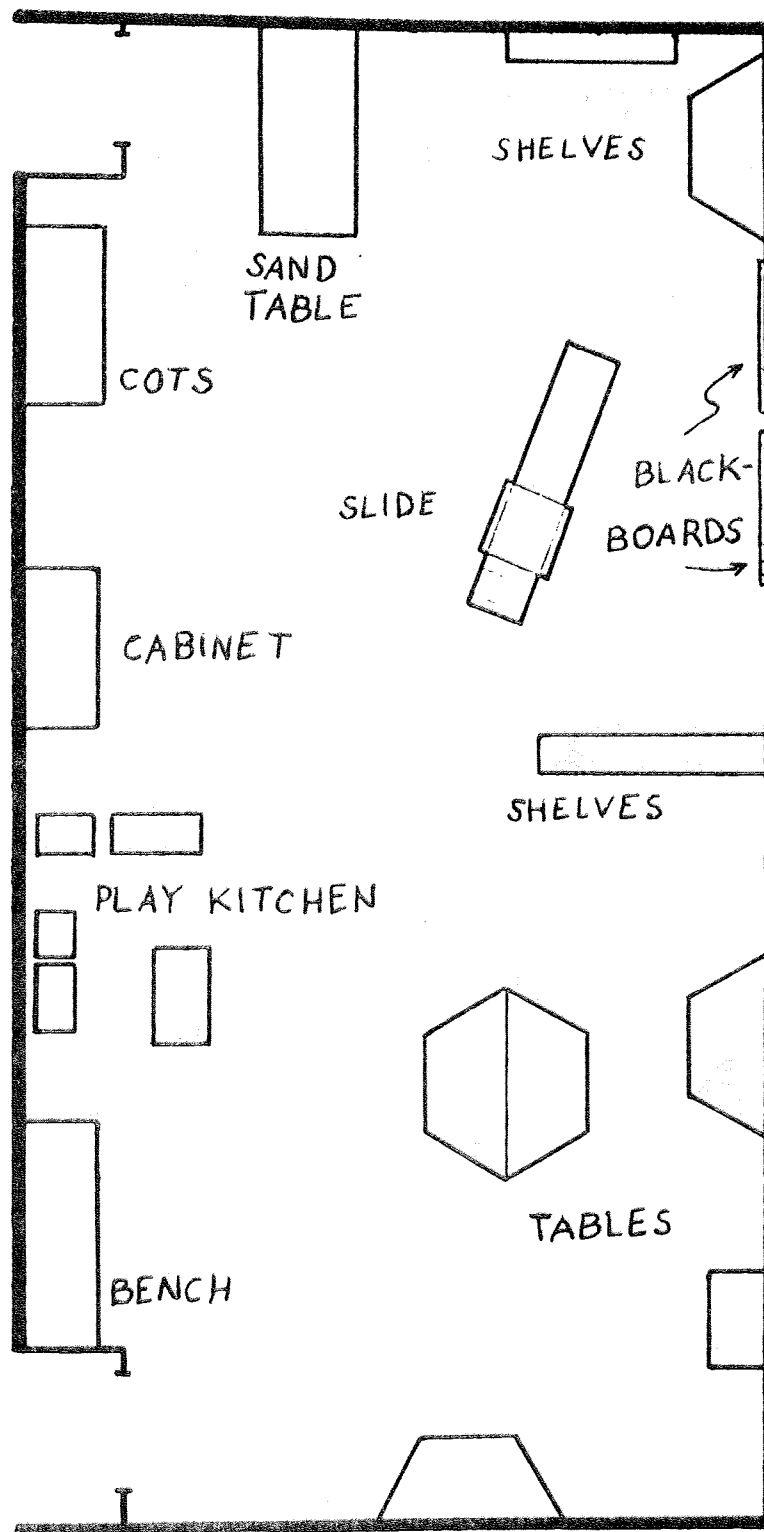 SHELVES
SAND
TABLE
COTS
SLIDE
BLACK-
BOARDS
CABINET
SHELVES
PLAY KITCHEN
TABLES
BENCH